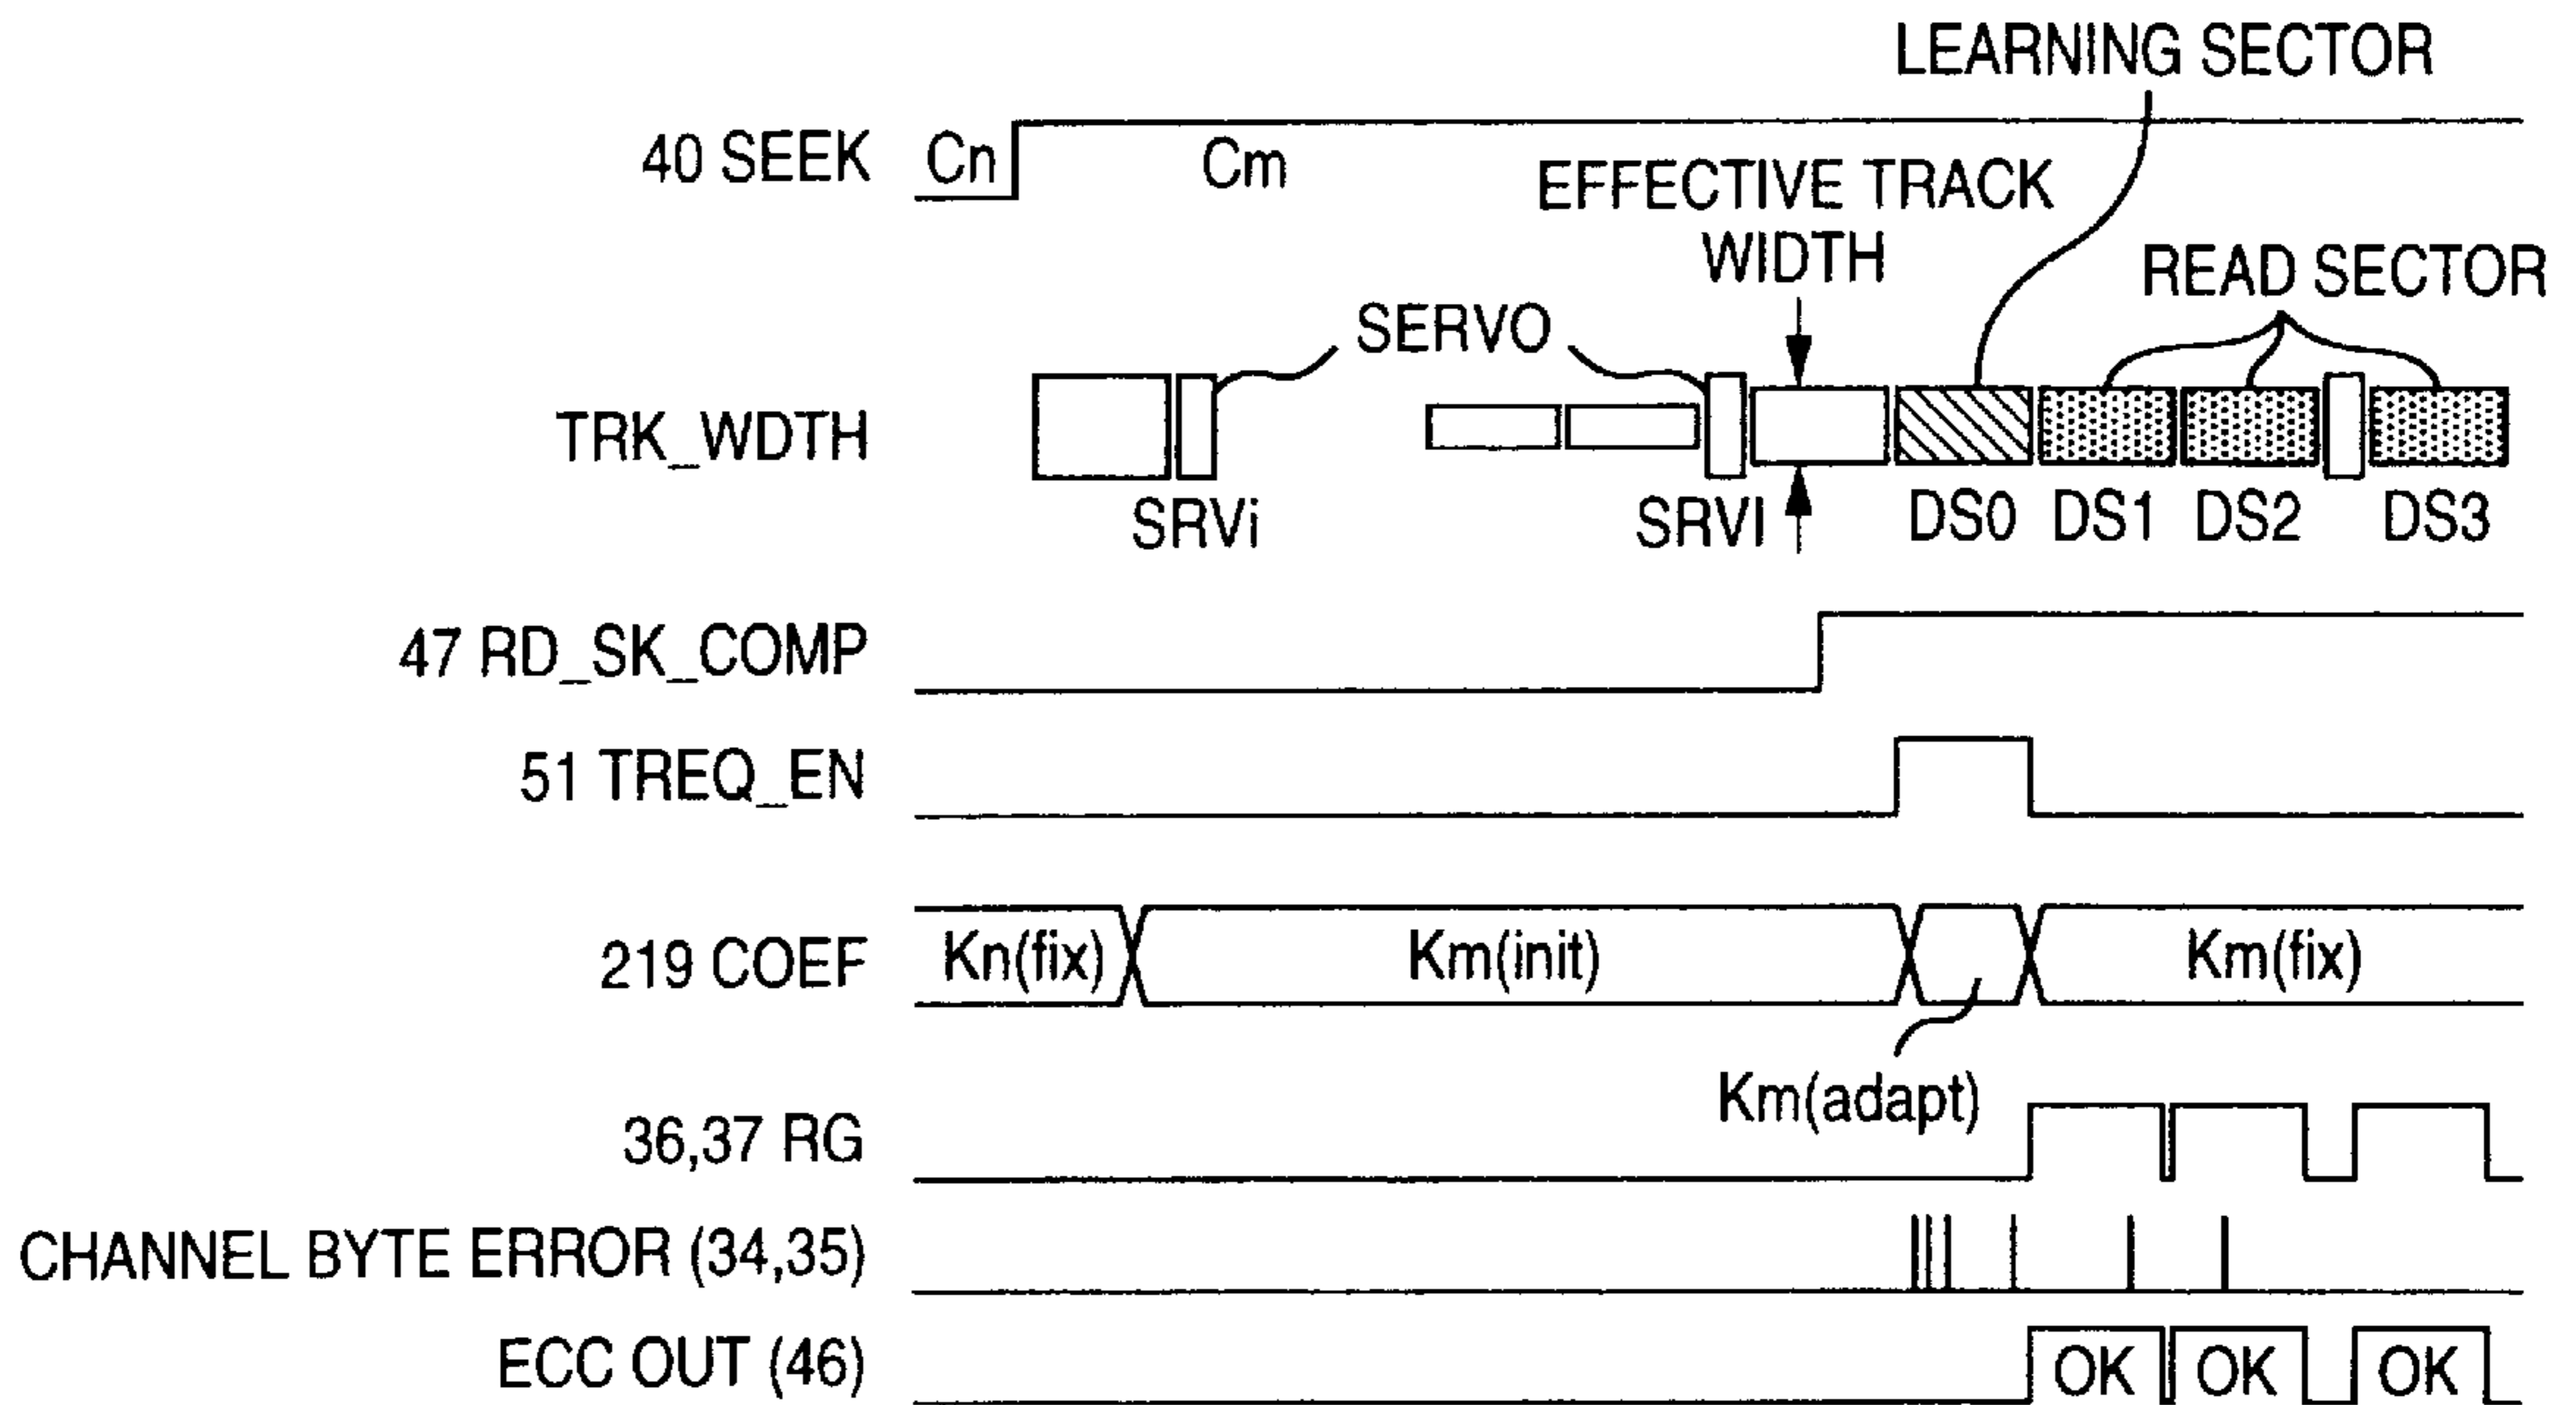 LEARNING SECTOR
40 SEEK Cn Cm
EFFECTIVE TRACK
WIDTH
READ SECTOR
SERVO
TRK_WDTH
SRVi SRVl DS0 DS1 DS2 DS3
47 RD_SK_COMP
51 TREQ_EN
219 COEF Kn(fix) Km(init) Km(fix)
Km(adapt)
36,37 RG
CHANNEL BYTE ERROR (34,35)
ECC OUT (46) OK OK OK